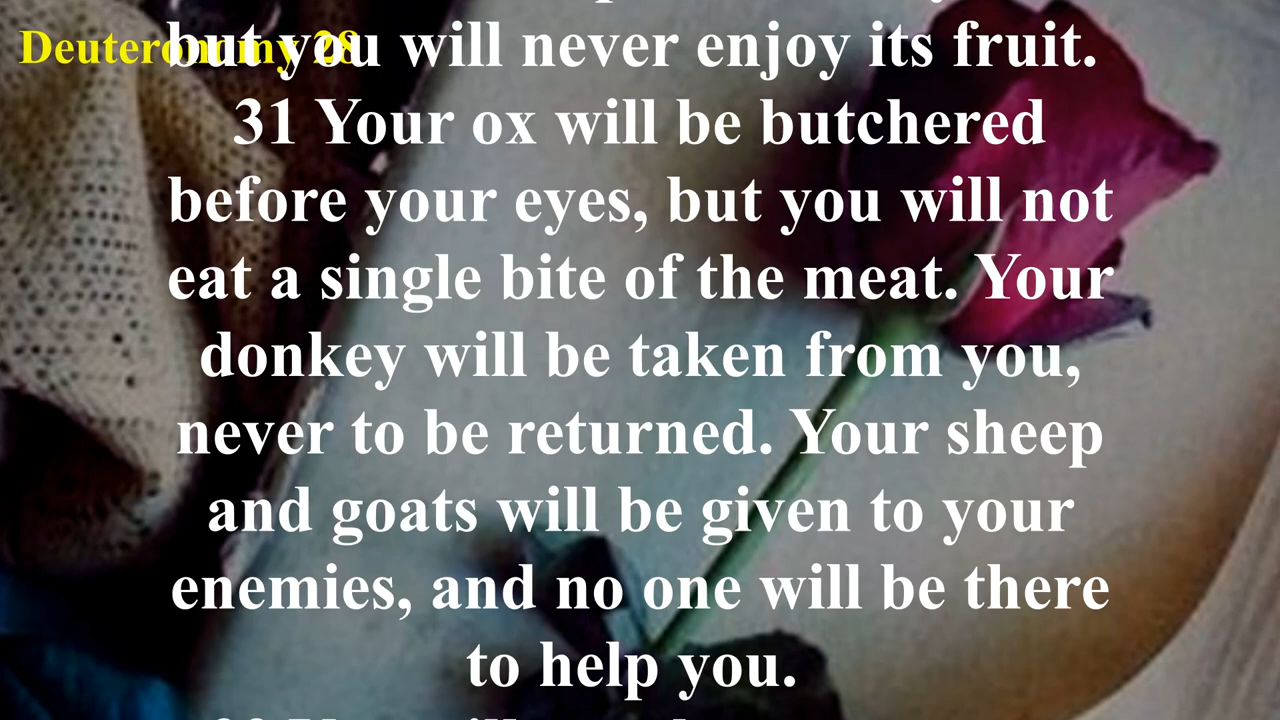 Deuteronomy 28
but you will never enjoy its fruit.
31 Your ox will be butchered
before your eyes, but you will not
eat a single bite of the meat. Your
donkey will be taken from you,
never to be returned. Your sheep
and goats will be given to your
enemies, and no one will be there
to help you.